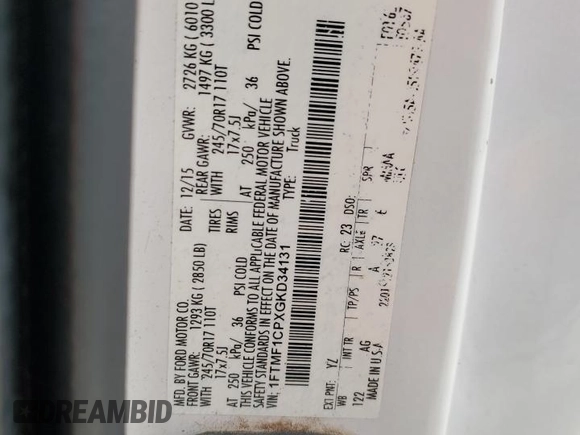 MFD. BY FORD MOTOR CO.
DATE: 12/15 GVWR: 2726 KG ( 6010
FRONT GAWR: 1293 KG ( 2850 LB) REAR GAWR: 1497 KG ( 3300 L
WITH 245/70R17 110T TIRES WITH 245/70R17 110T
17x7.5J RIMS 17x7.5J
AT 250 kPa/ 36 PSI COLD AT 250 kPa/ 36 PSI COLD
THIS VEHICLE CONFORMS TO ALL APPLICABLE FEDERAL MOTOR VEHICLE
SAFETY STANDARDS IN EFFECT ON THE DATE OF MANUFACTURE SHOWN ABOVE.
VIN: 1FTMF1CPXGKD34131 TYPE: Truck
EXT PNT: YZ RC: 23 DSO:
WB INT TR TP/PS R AXLE TR SPR
122 AG A 6
MADE IN U.S.A.
DREAMBID